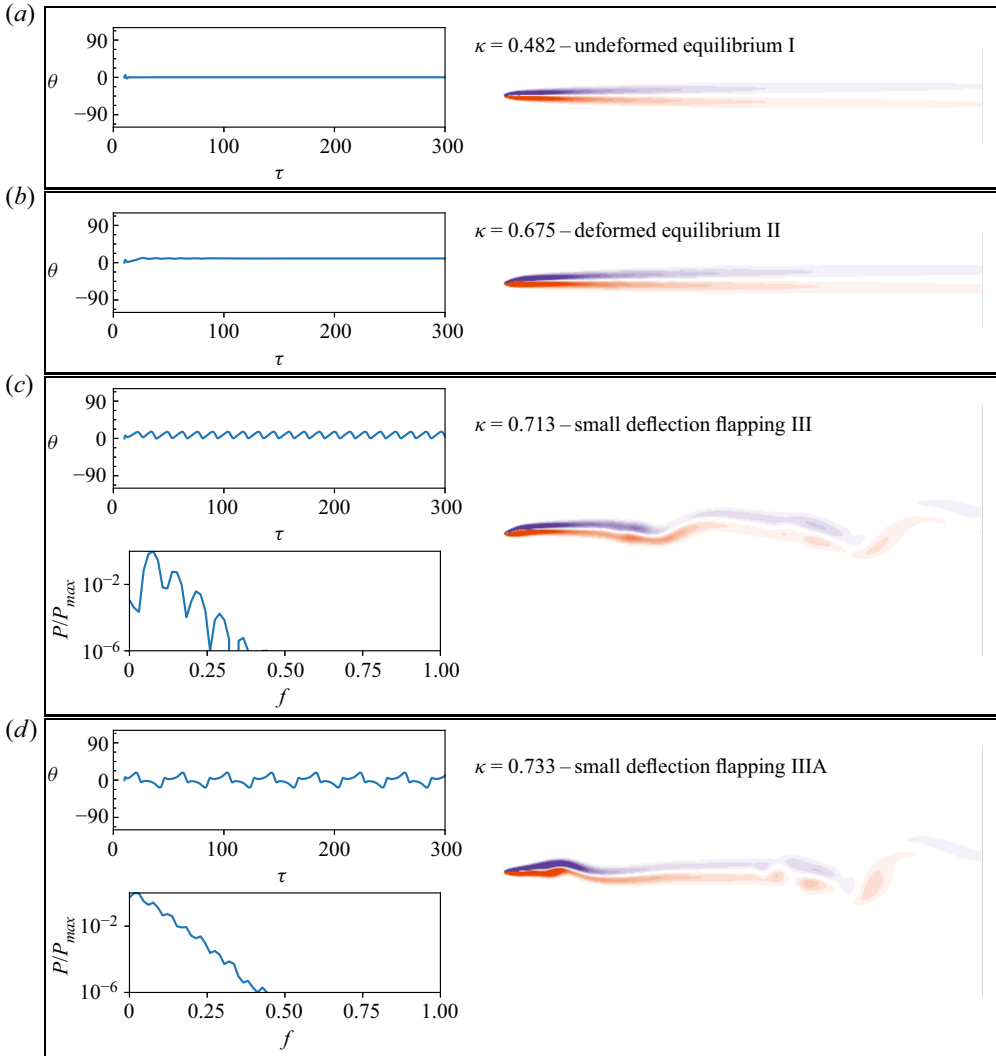 (a)
90
0
−90
θ
0
100
200
300
τ
κ = 0.482 – undeformed equilibrium I
(b)
90
0
−90
θ
0
100
200
300
τ
κ = 0.675 – deformed equilibrium II
(c)
90
0
−90
θ
0
100
200
300
τ
κ = 0.713 – small deflection flapping III
P/Pmax
10−2
10−6
0
0.25
0.50
0.75
1.00
f
(d)
90
0
−90
θ
0
100
200
300
τ
κ = 0.733 – small deflection flapping IIIA
P/Pmax
10−2
10−6
0
0.25
0.50
0.75
1.00
f